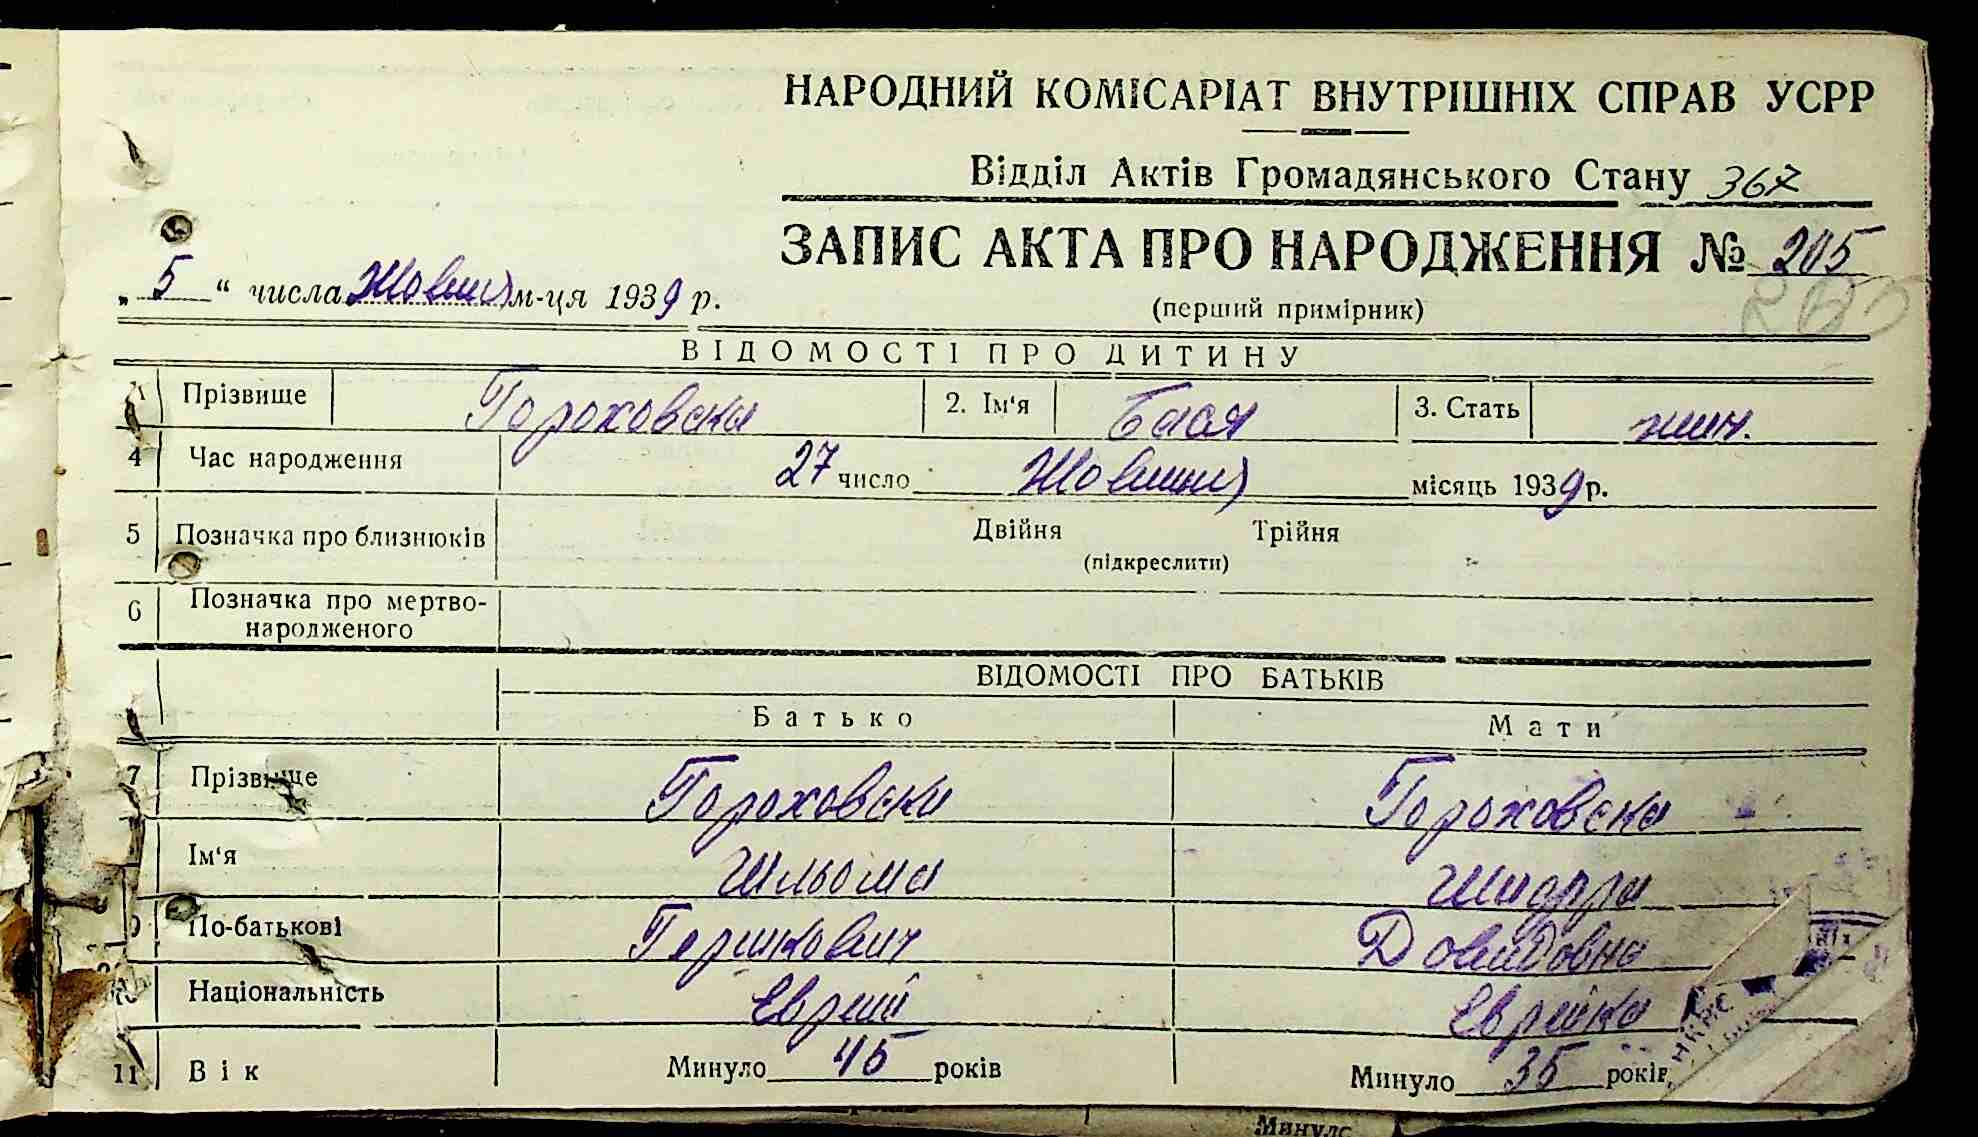 НАРОДНИЙ КОМІСАРІАТ ВНУТРІШНІХ СПРАВ УСРР
Відділ Актів Громадянського Стану 367
ЗАПИС АКТА ПРО НАРОДЖЕННЯ № 205
„5“ числа Жовтня м-ця 1939 р.
(перший примірник)
ВІДОМОСТІ ПРО ДИТИНУ
Прізвище Гороховська 2. Ім'я Бася 3. Стать жін.
4 Час народження 27 число Жовтня місяць 1939 р.
5 Позначка про близнюків Двійня Трійня
(підкреслити)
6 Позначка про мертво-
народженого
ВІДОМОСТІ ПРО БАТЬКІВ
Батько Мати
7 Прізвище Гороховськи Гороховська
Ім'я Шльома
9 По-батькові Гершкович Довидовна
10 Національність Еврей Еврейка
11 Вік Минуло 45 років Минуло 35 років
Минуло